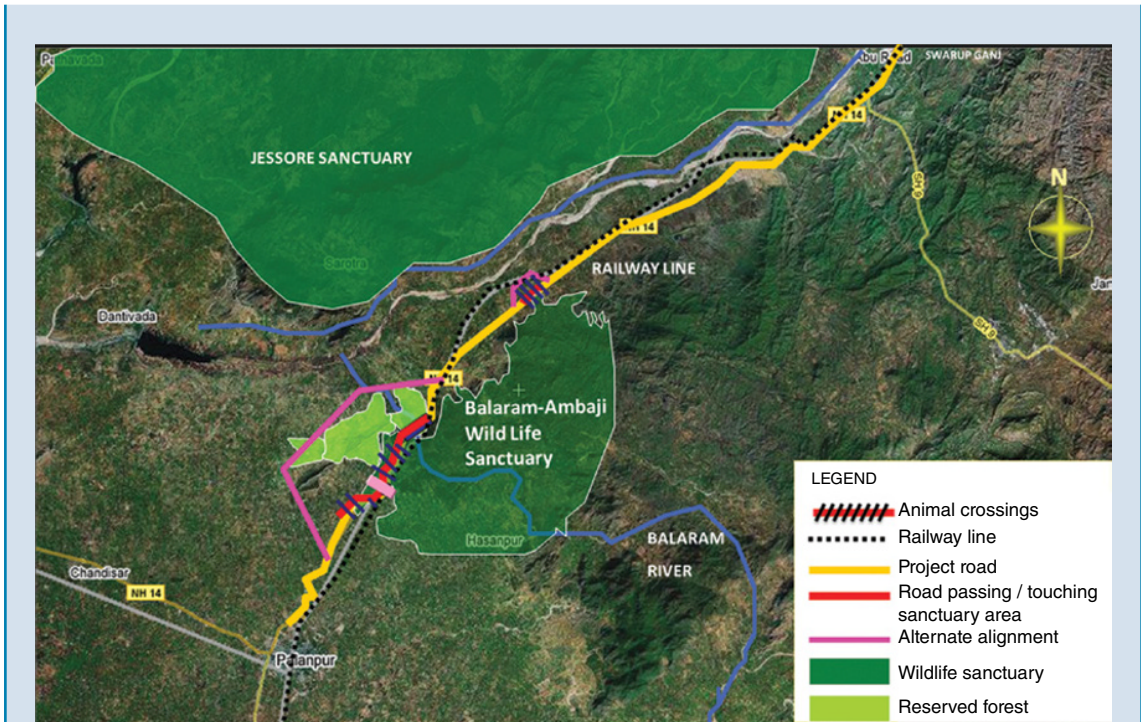 Abu Road
SWARUP GANJ
JESSORE SANCTUARY
NH 14
SH 9
N
NH 14
Sarotra
RAILWAY LINE
Dantivada
SH 9
NH 14
Balaram-Ambaji
Wild Life
Sanctuary
Hasanpur
BALARAM
RIVER
Chandisar
NH 14
Palanpur
LEGEND
Animal crossings
Railway line
Project road
Road passing / touching
sanctuary area
Alternate alignment
Wildlife sanctuary
Reserved forest